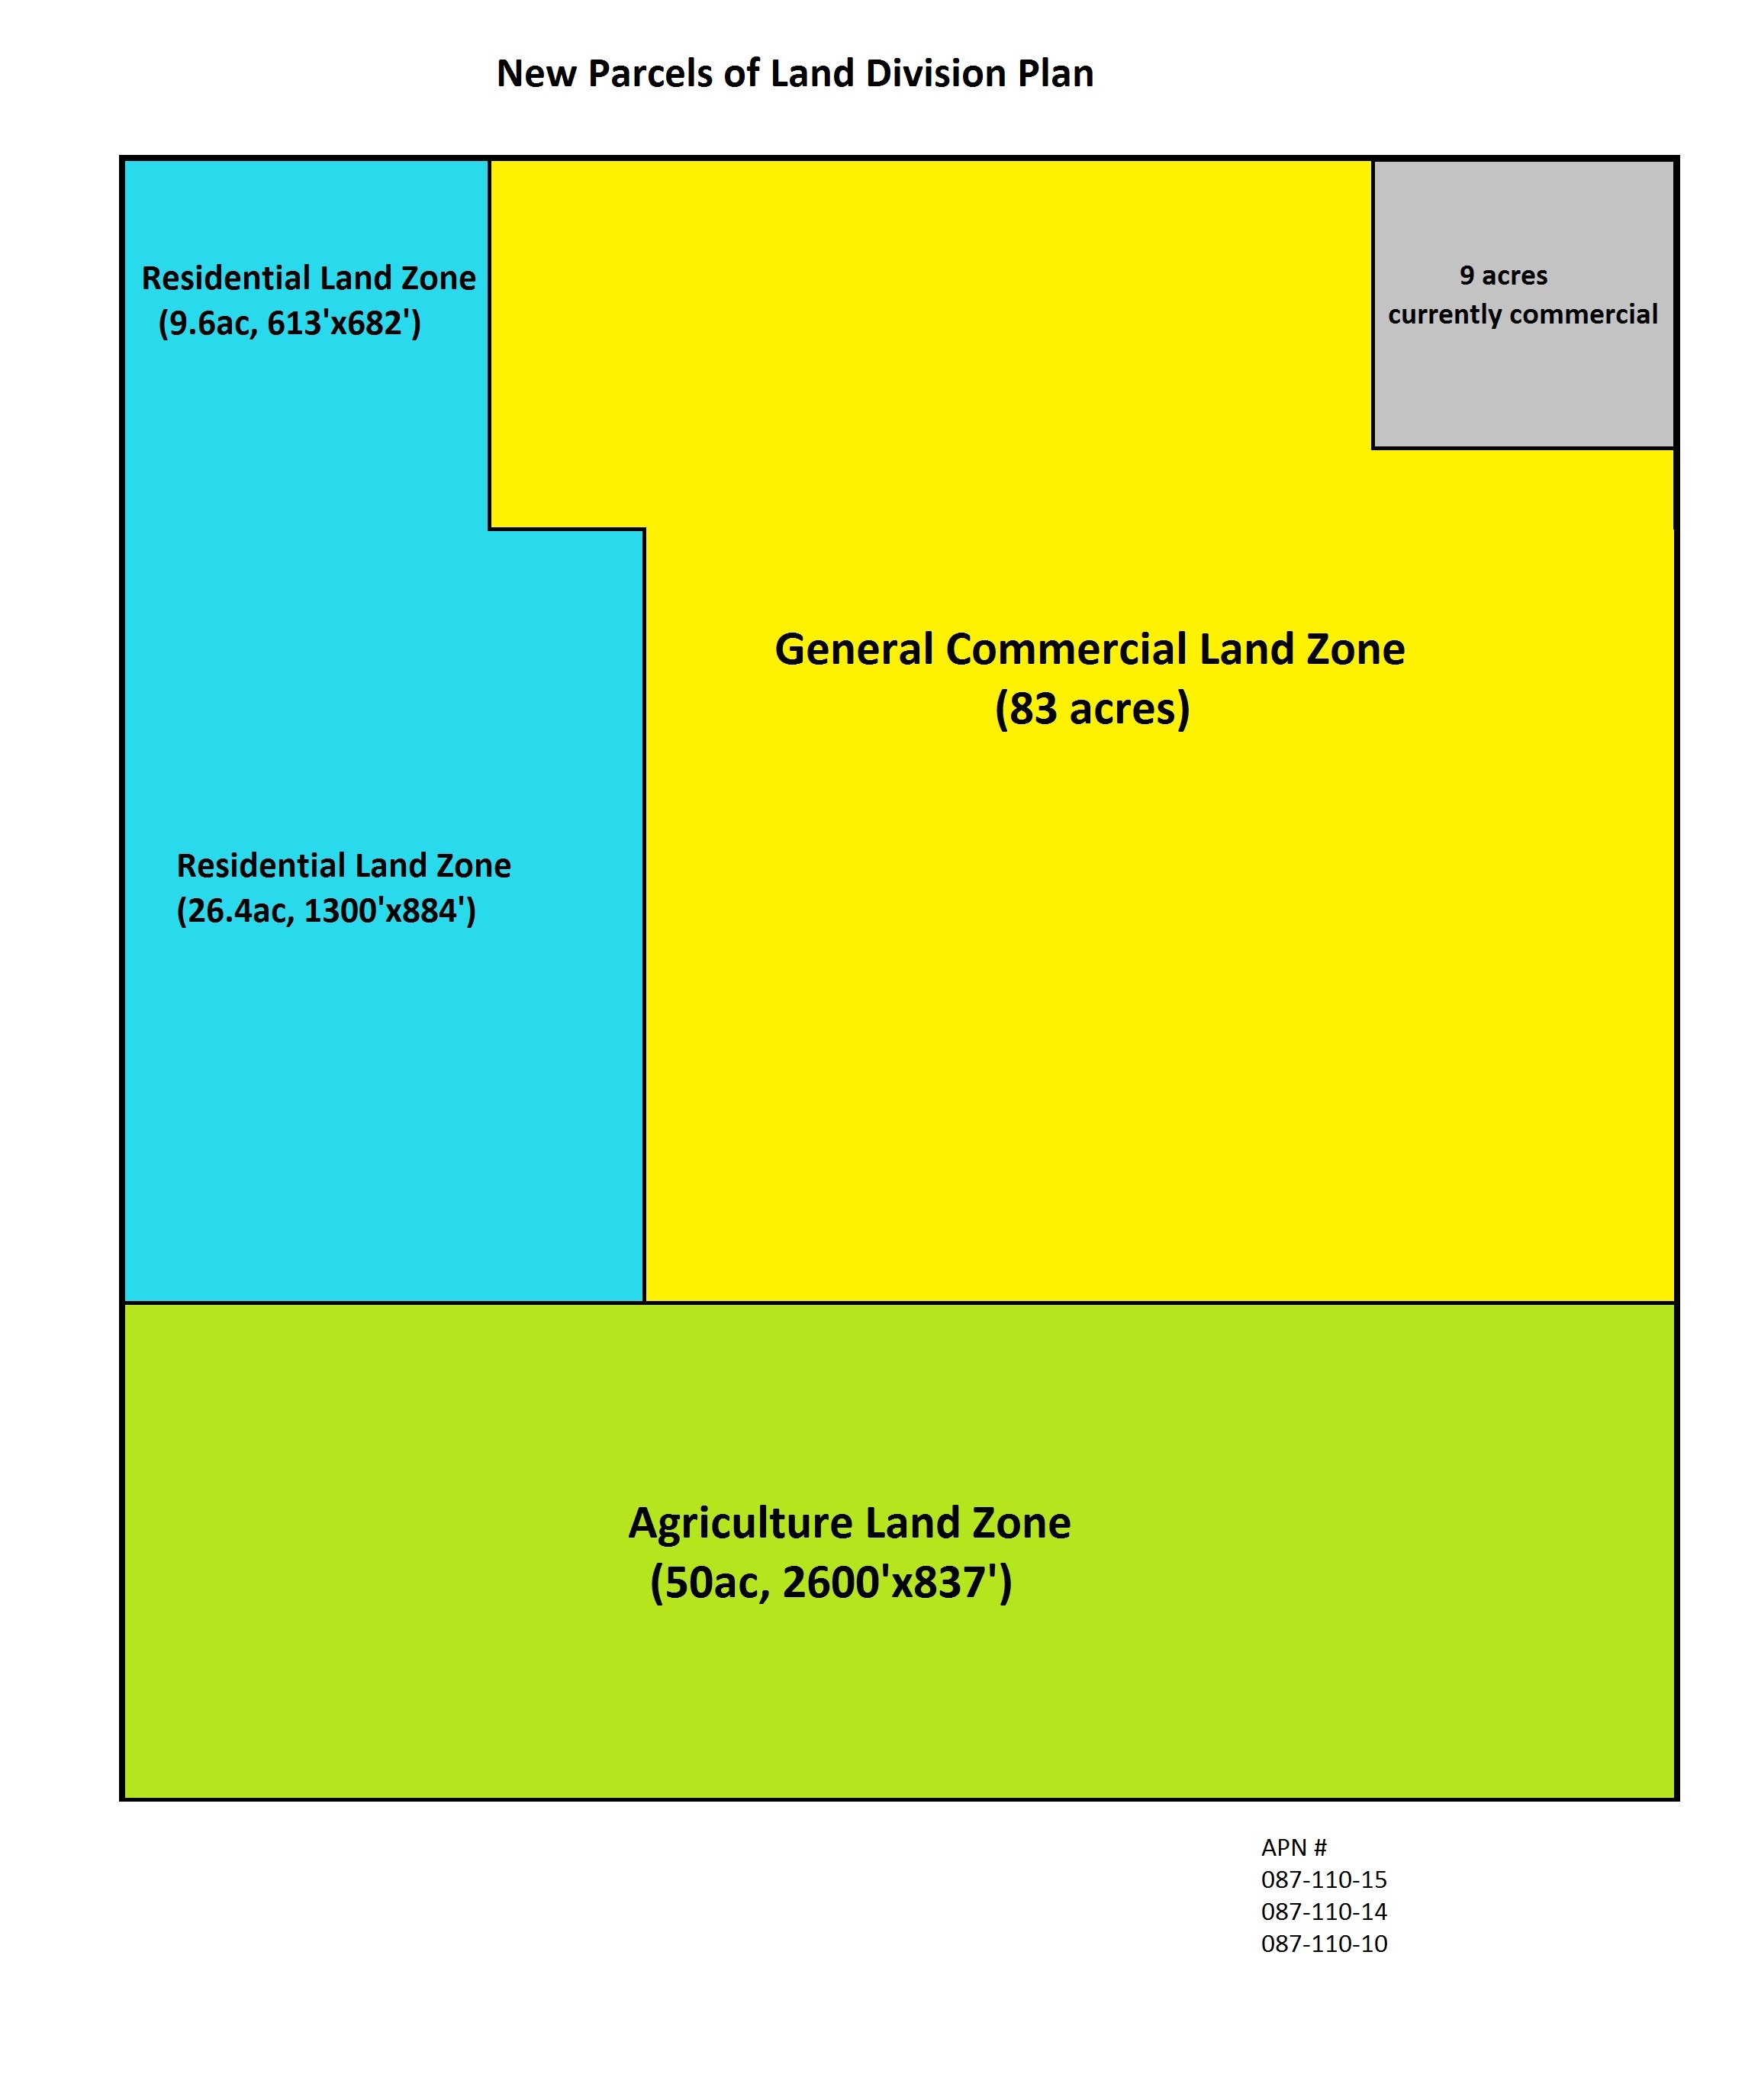 New Parcels of Land Division Plan
Residential Land Zone
(9.6ac, 613'x682')
9 acres
currently commercial
General Commercial Land Zone
(83 acres)
Residential Land Zone
(26.4ac, 1300'x884')
Agriculture Land Zone
(50ac, 2600'x837')
APN #
087-110-15
087-110-14
087-110-10